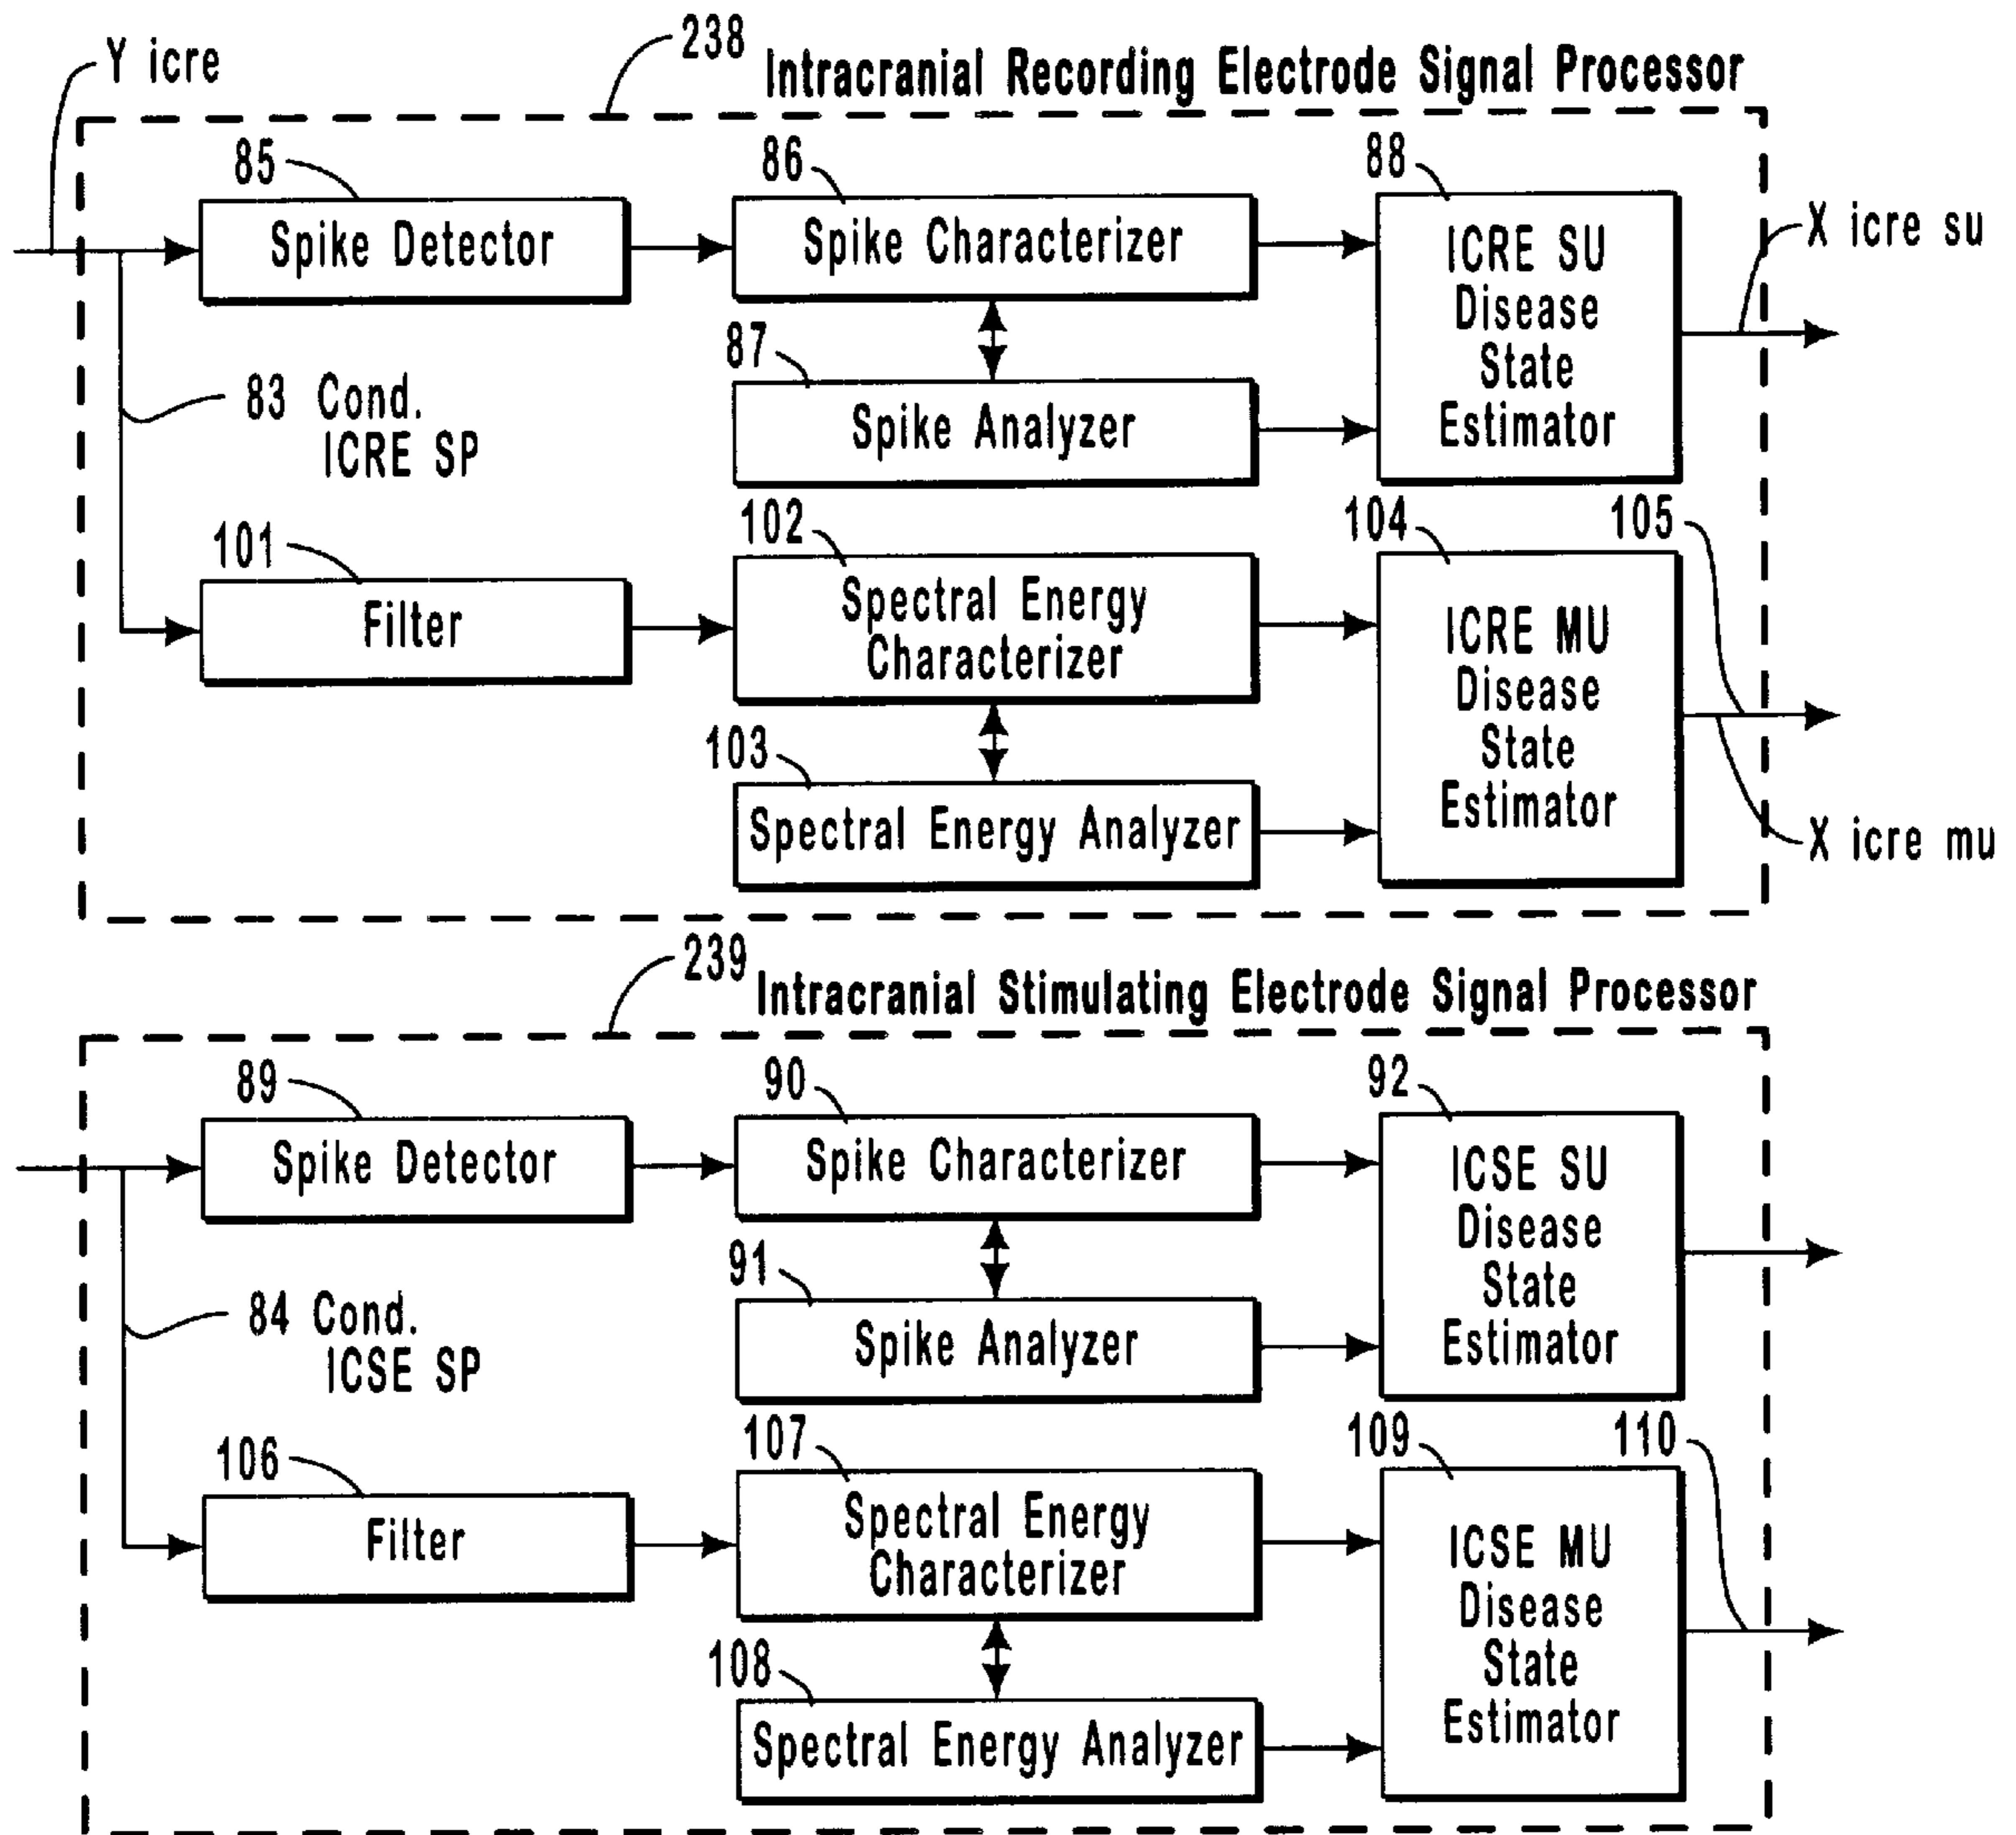 Y icre
238
Intracranial Recording Electrode Signal Processor
85
Spike Detector
86
Spike Characterizer
88
ICRE SU
Disease
State
Estimator
X icre su
87
Spike Analyzer
83 Cond.
ICRE SP
101
Filter
102
Spectral Energy
Characterizer
104
105
ICRE MU
Disease
State
Estimator
103
Spectral Energy Analyzer
X icre mu
239
Intracranial Stimulating Electrode Signal Processor
89
Spike Detector
90
Spike Characterizer
92
ICSE SU
Disease
State
Estimator
91
Spike Analyzer
84 Cond.
ICSE SP
106
Filter
107
Spectral Energy
Characterizer
109
110
ICSE MU
Disease
State
Estimator
108
Spectral Energy Analyzer